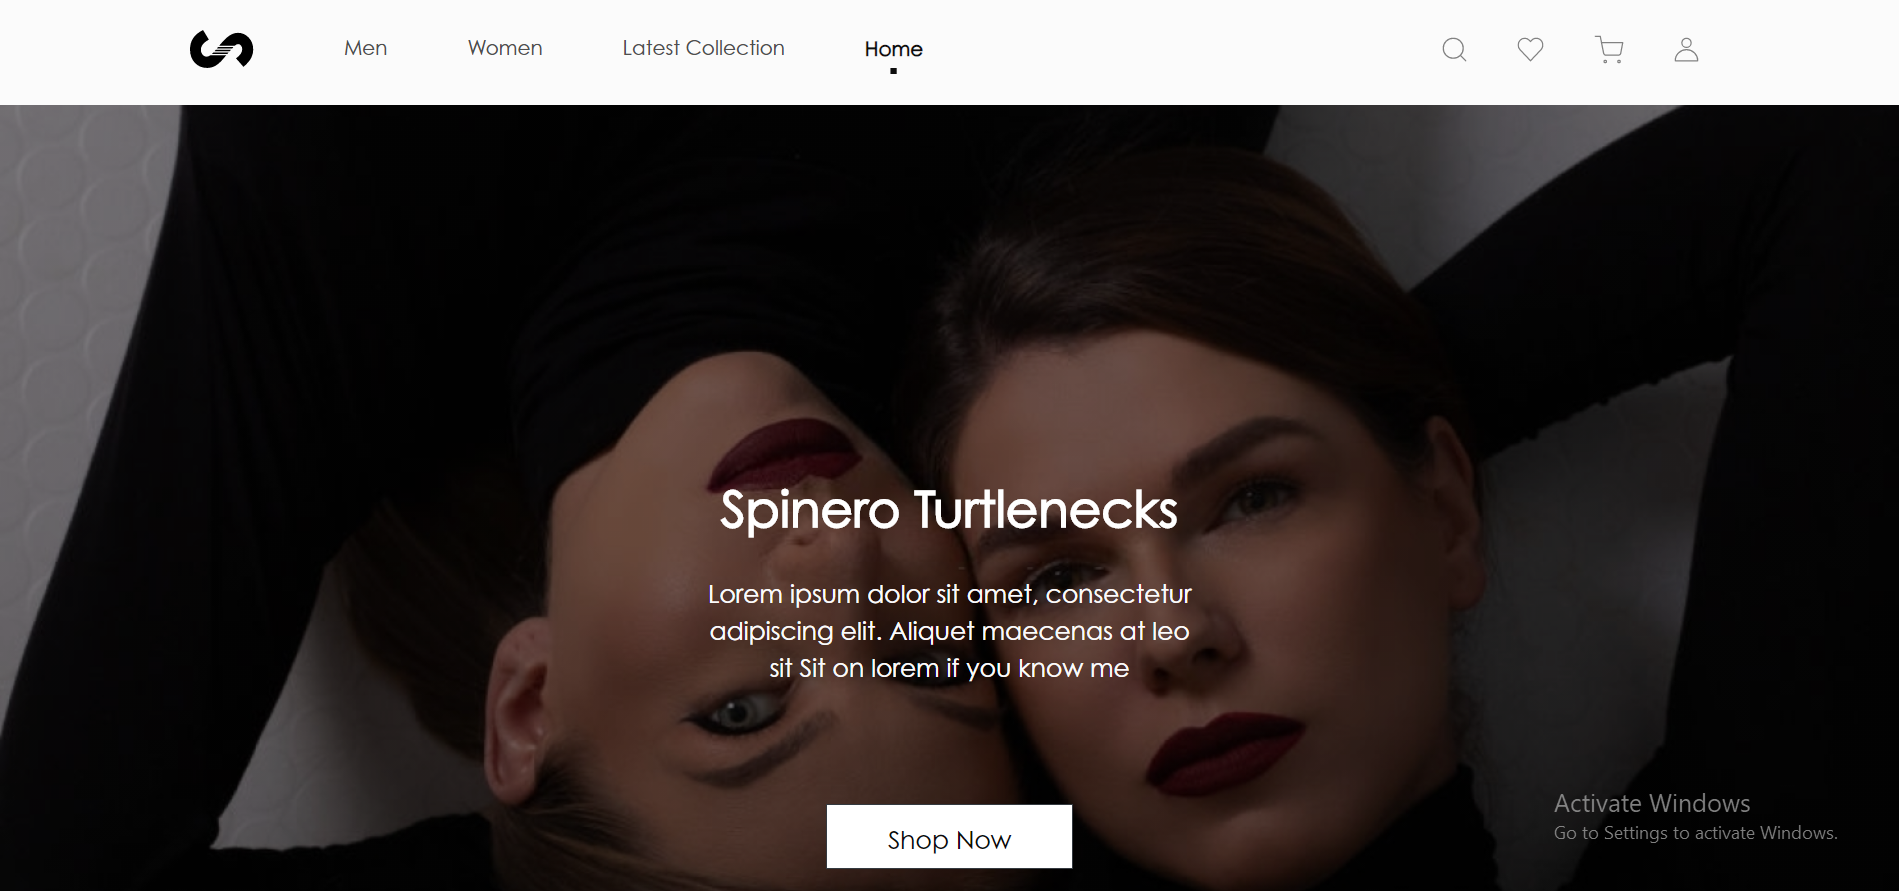 Men
Women
Latest Collection
Home
Spinero Turtlenecks
Lorem ipsum dolor sit amet, consectetur
adipiscing elit. Aliquet maecenas at leo
sit Sit on lorem if you know me
Shop Now
Activate Windows
Go to Settings to activate Windows.